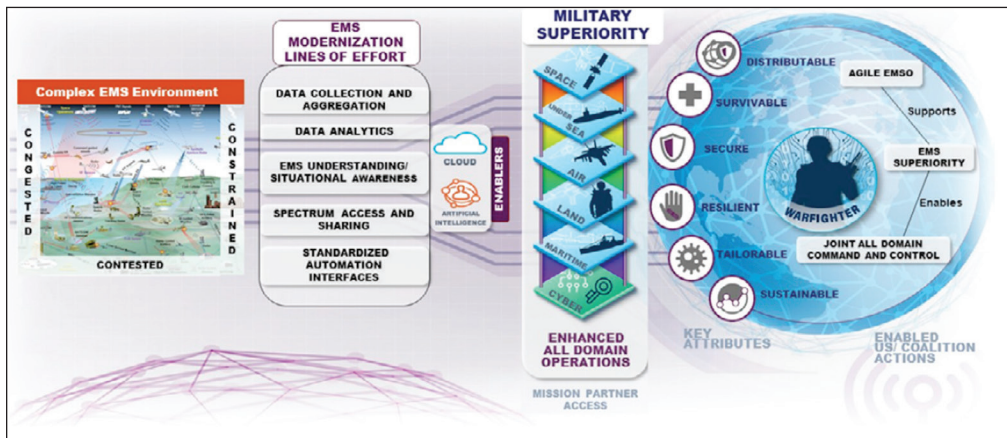 Complex EMS Environment
CONGESTED
CONSTRAINED
CONTESTED
EMS
MODERNIZATION
LINES OF EFFORT
DATA COLLECTION AND
AGGREGATION
DATA ANALYTICS
EMS UNDERSTANDING/
SITUATIONAL AWARENESS
SPECTRUM ACCESS AND
SHARING
STANDARDIZED
AUTOMATION
INTERFACES
CLOUD
ARTIFICIAL
INTELLIGENCE
ENABLERS
MILITARY
SUPERIORITY
SPACE
UNDER
SEA
AIR
LAND
MARITIME
CYBER
ENHANCED
ALL DOMAIN
OPERATIONS
MISSION PARTNER
ACCESS
DISTRIBUTABLE
SURVIVABLE
SECURE
RESILIENT
TAILORABLE
SUSTAINABLE
KEY
ATTRIBUTES
AGILE EMSO
Supports
EMS
SUPERIORITY
Enables
JOINT ALL DOMAIN
COMMAND AND CONTROL
WARFIGHTER
ENABLED
US/ COALITION
ACTIONS